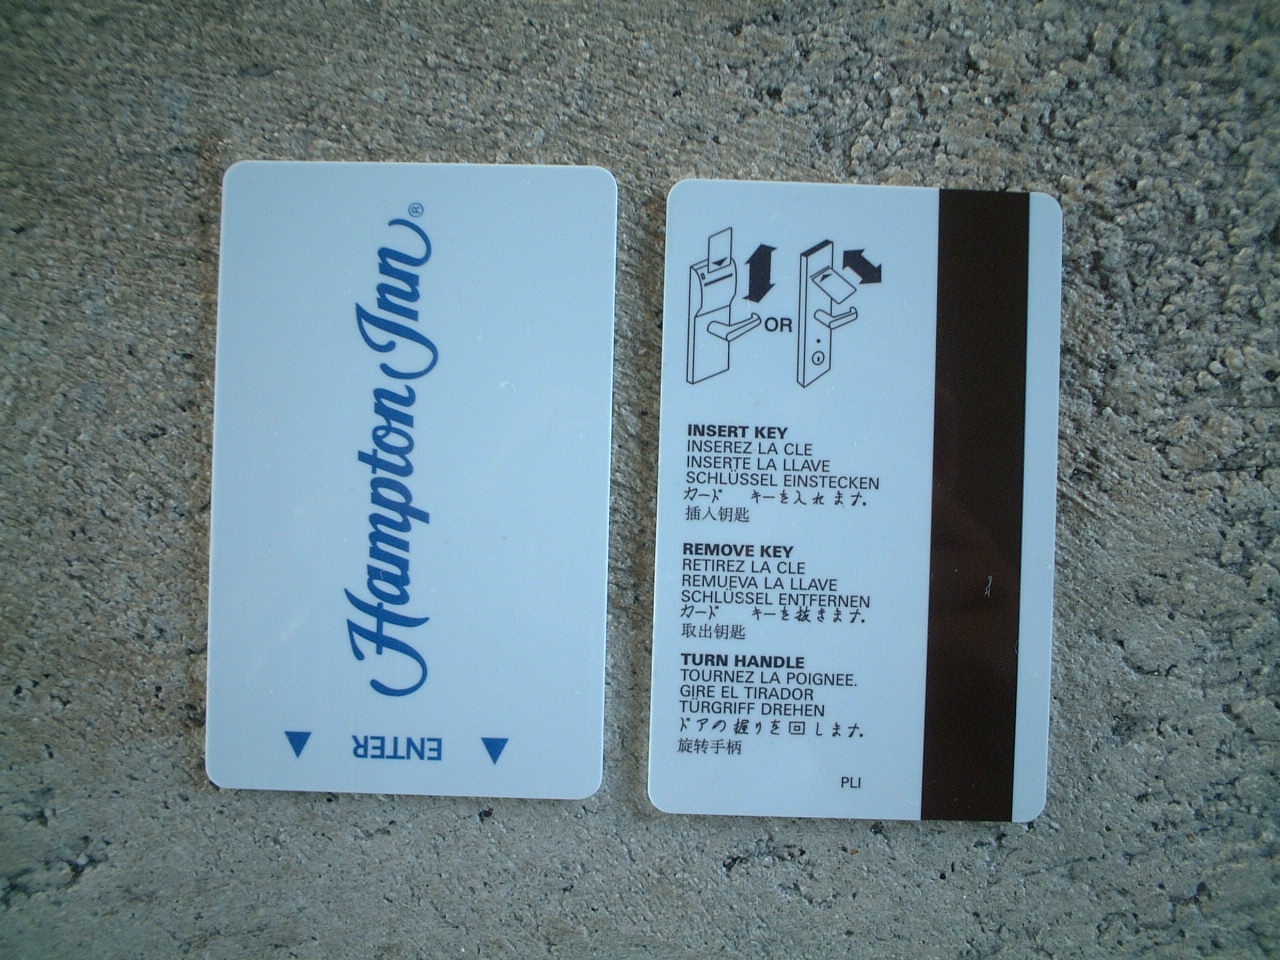 Hampton Inn®
ENTER
OR
INSERT KEY
INSEREZ LA CLE
INSERTE LA LLAVE
SCHLÜSSEL EINSTECKEN
カード キーを入れます.
插入钥匙
REMOVE KEY
RETIREZ LA CLE
REMUEVA LA LLAVE
SCHLÜSSEL ENTFERNEN
カード キーを抜きます.
取出钥匙
TURN HANDLE
TOURNEZ LA POIGNEE.
GIRE EL TIRADOR
TÜRGRIFF DREHEN
ドアの握りを回します.
旋转手柄
PLI